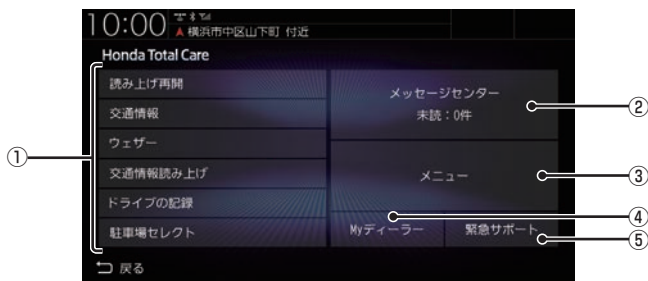 10:00
横浜市中区山下町 付近
Honda Total Care
①
読み上げ再開
交通情報
ウェザー
交通情報読み上げ
ドライブの記録
駐車場セレクト
メッセージセンター
未読：0件
②
メニュー
③
Myディーラー
④
緊急サポート
⑤
戻る